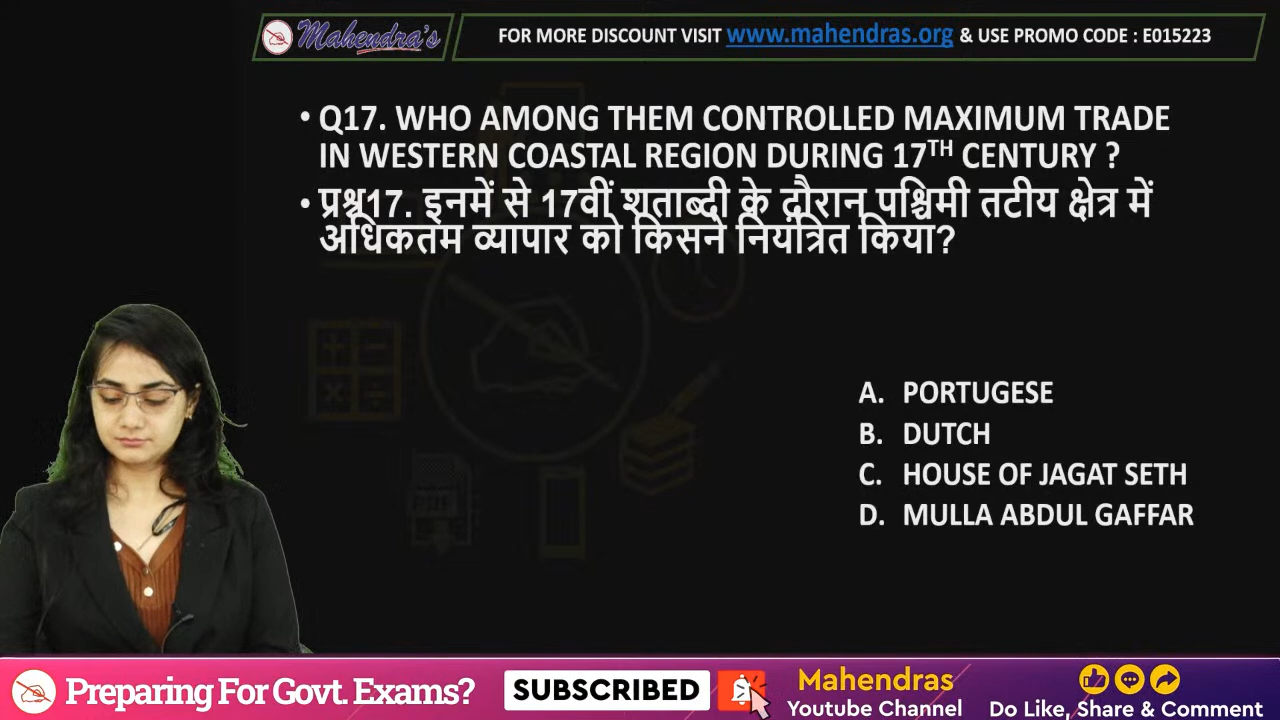 Mahendra's
FOR MORE DISCOUNT VISIT www.mahendras.org & USE PROMO CODE : E015223
• Q17. WHO AMONG THEM CONTROLLED MAXIMUM TRADE
IN WESTERN COASTAL REGION DURING 17TH CENTURY ?
• प्रश्न17. इनमें से 17वीं शताब्दी के दौरान पश्चिमी तटीय क्षेत्र में
अधिकतम व्यापार को किसने नियंत्रित किया?
A. PORTUGESE
B. DUTCH
C. HOUSE OF JAGAT SETH
D. MULLA ABDUL GAFFAR
PDF
Preparing For Govt. Exams?
SUBSCRIBED
Mahendras
Youtube Channel
Do Like, Share & Comment